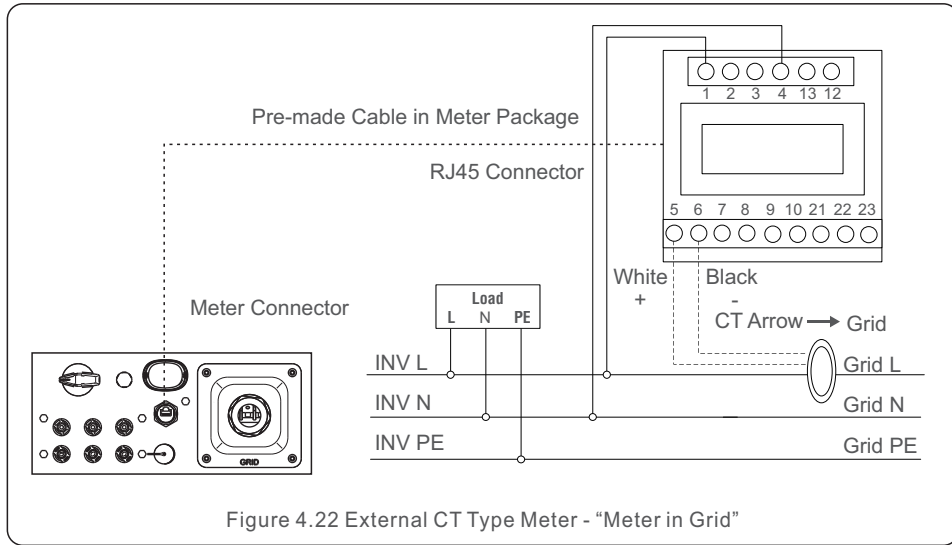 1 2 3 4 13 12
Pre-made Cable in Meter Package
RJ45 Connector
5 6 7 8 9 10 21 22 23
White Black
+ -
CT Arrow → Grid
Meter Connector
Load
L N PE
INV L Grid L
INV N Grid N
INV PE Grid PE
GRID
Figure 4.22 External CT Type Meter - “Meter in Grid”